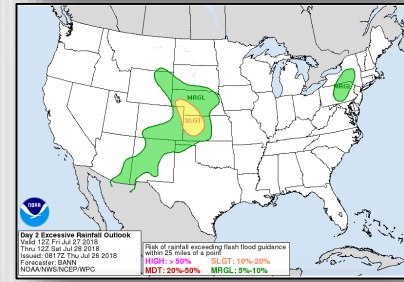 MRGL
MRGL
SLGT
NOAA
Day 2 Excessive Rainfall Outlook
Valid 12Z Fri Jul 27 2018
Thru 12Z Sat Jul 28 2018
Issued: 0817Z Thu Jul 26 2018
Forecaster: BANN
NOAA/NWS/NCEP/WPC
Risk of rainfall exceeding flash flood guidance
within 25 miles of a point
HIGH: > 50% SLGT: 10%-20%
MDT: 20%-50% MRGL: 5%-10%